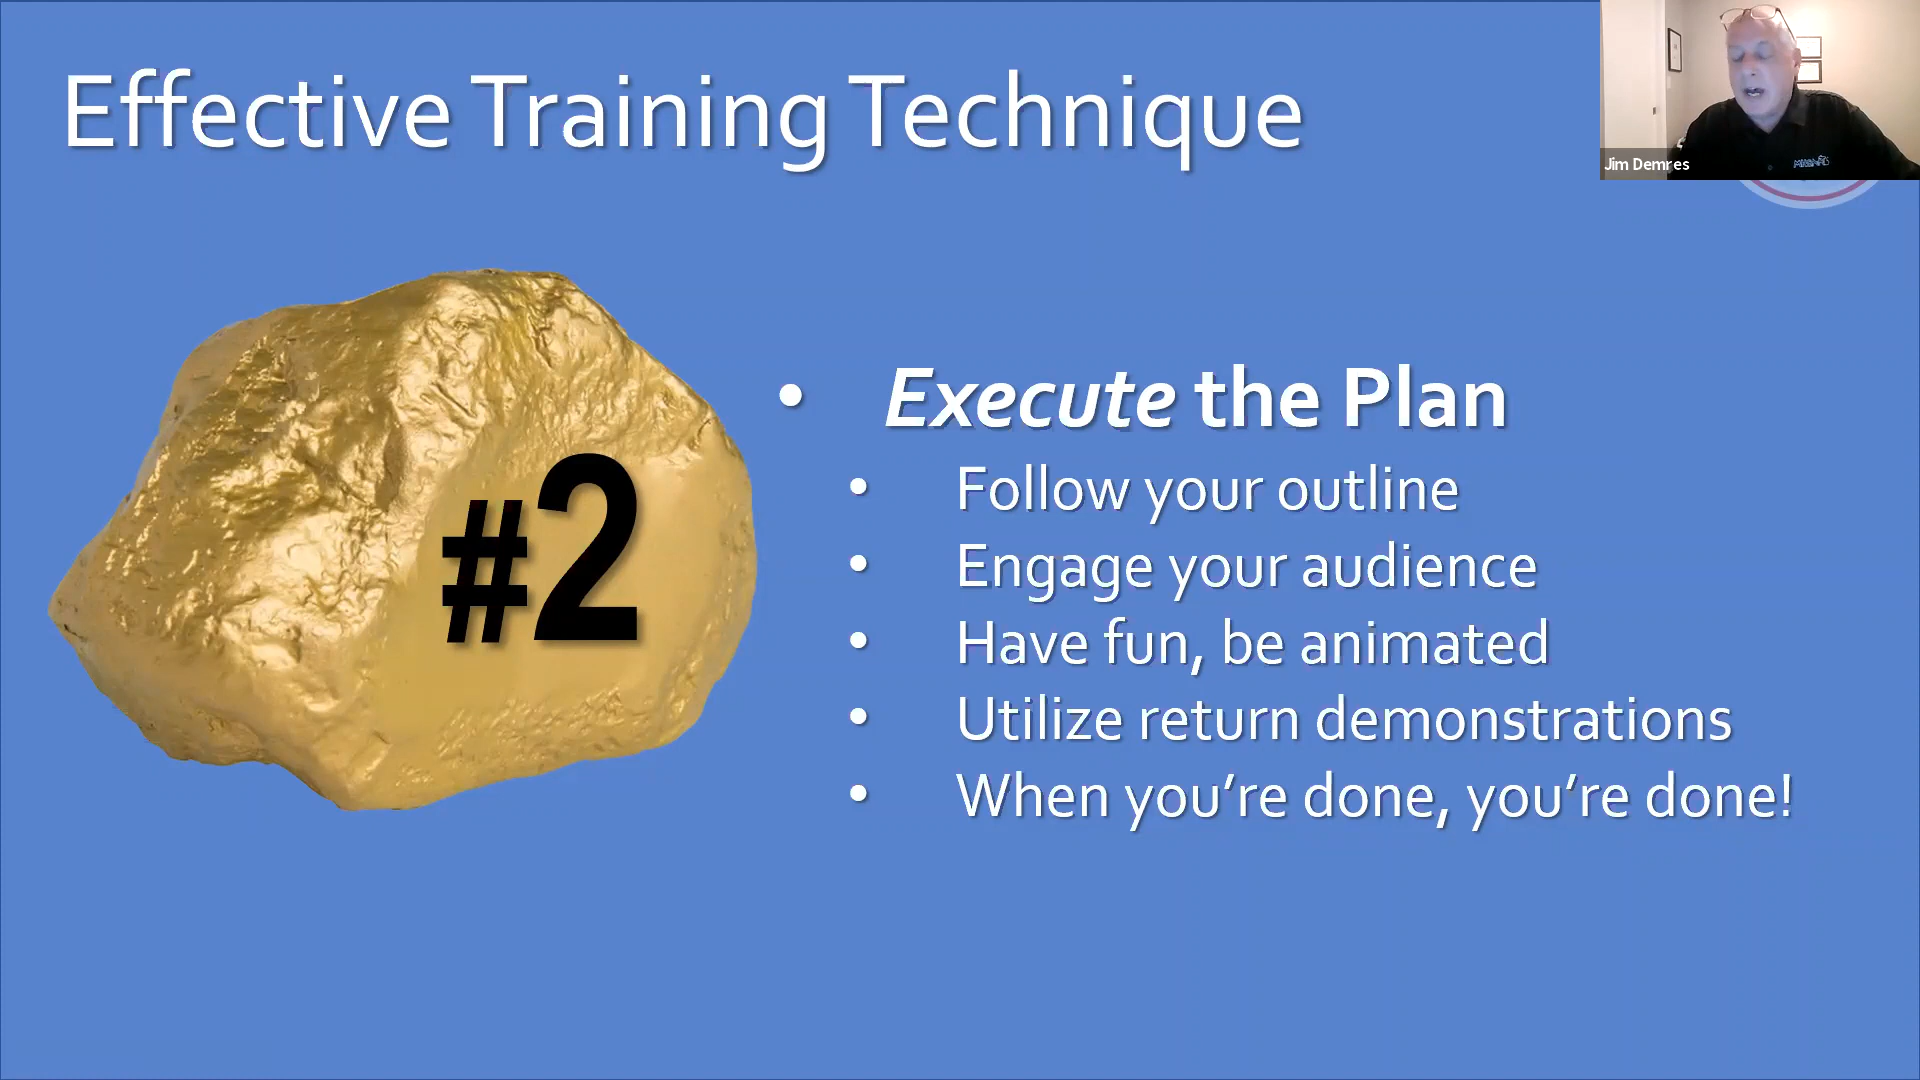 Effective Training Technique
Jim Demres
#2
• Execute the Plan
• Follow your outline
• Engage your audience
• Have fun, be animated
• Utilize return demonstrations
• When you’re done, you’re done!